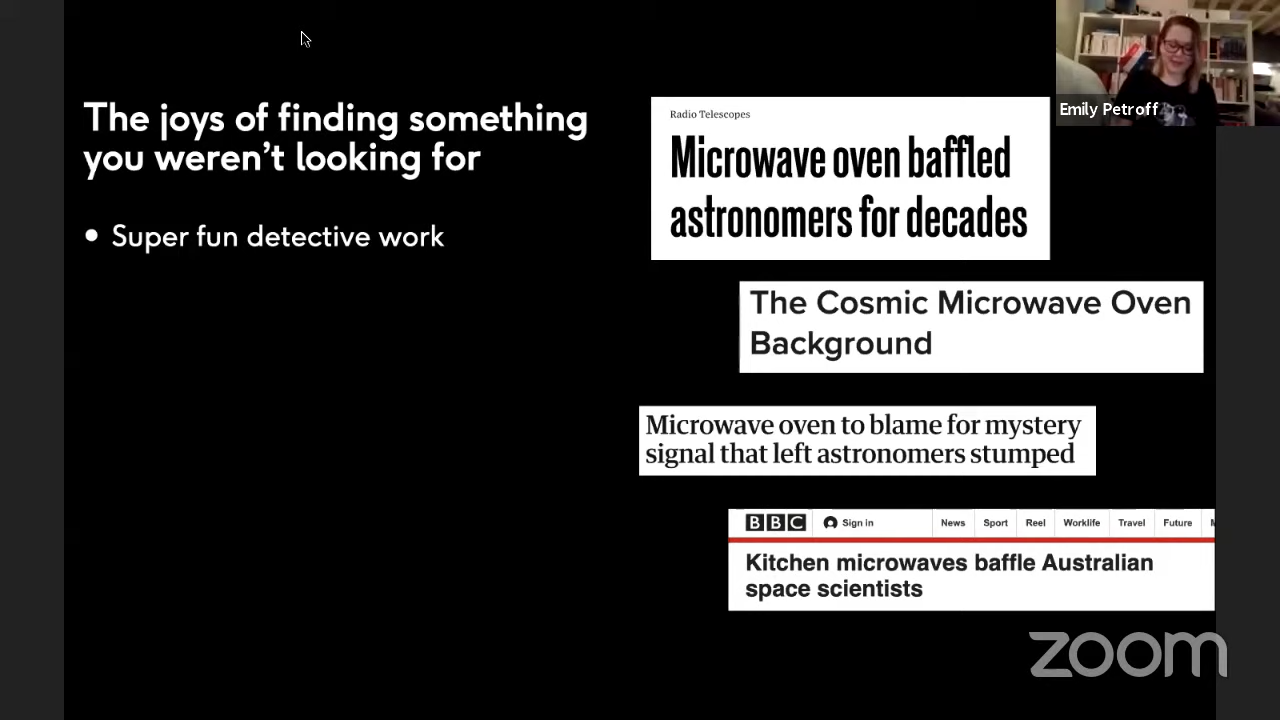 The joys of finding something
you weren’t looking for
• Super fun detective work
Radio Telescopes
Microwave oven baffled
astronomers for decades
The Cosmic Microwave Oven
Background
Microwave oven to blame for mystery
signal that left astronomers stumped
BBC Sign in News Sport Reel Worklife Travel Future
Kitchen microwaves baffle Australian
space scientists
Emily Petroff
zoom